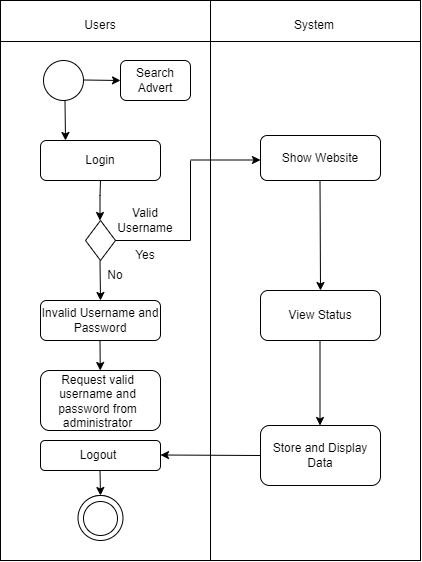 Users
System
Search
Advert
Login
Valid
Username
Yes
Show Website
No
Invalid Username and
Password
View Status
Request valid
username and
password from
administrator
Logout
Store and Display
Data